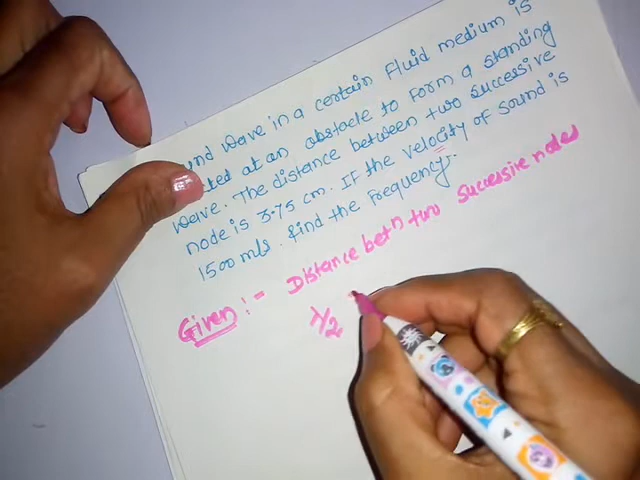 und wave in a certain Fluid medium is
ted at an obstacle to form a standing
wave. The distance between two successive
node is 3.75 cm. If the velocity of sound is
1500 m/s. find the frequency.
Given :- Distance betn two successive nodes
λ/2